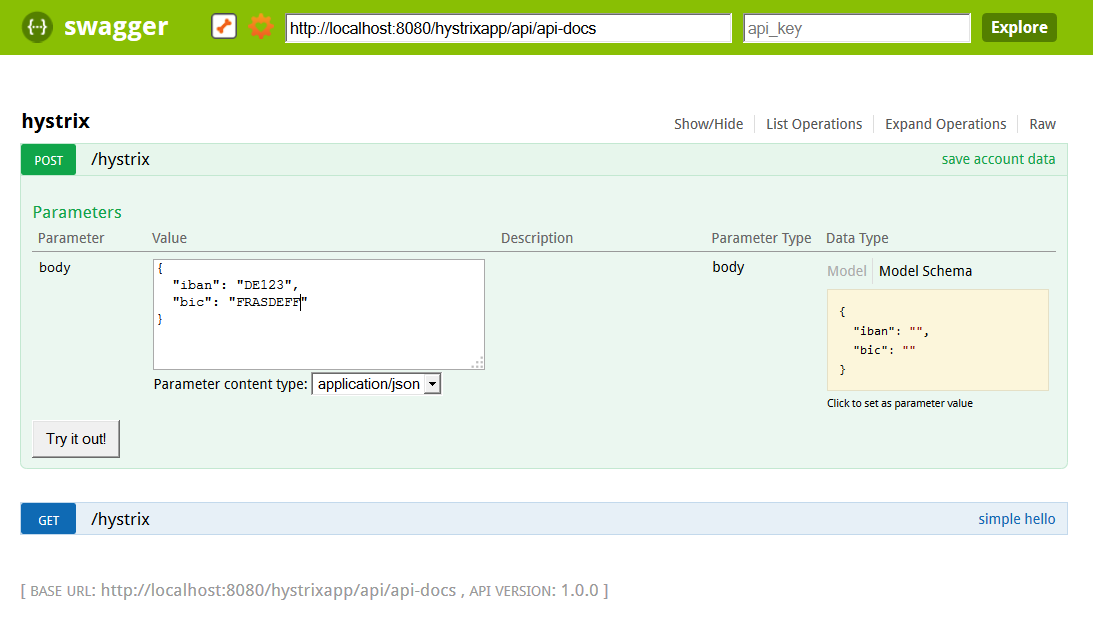 {···} swagger http://localhost:8080/hystrixapp/api/api-docs api_key Explore
hystrix Show/Hide List Operations Expand Operations Raw
POST /hystrix save account data
Parameters
Parameter Value Description Parameter Type Data Type
body
{
  "iban": "DE123",
  "bic": "FRASDEFF"
}
Parameter content type: application/json
body
Model Model Schema
{
  "iban": "",
  "bic": ""
}
Click to set as parameter value
Try it out!
GET /hystrix simple hello
[ BASE URL: http://localhost:8080/hystrixapp/api/api-docs , API VERSION: 1.0.0 ]